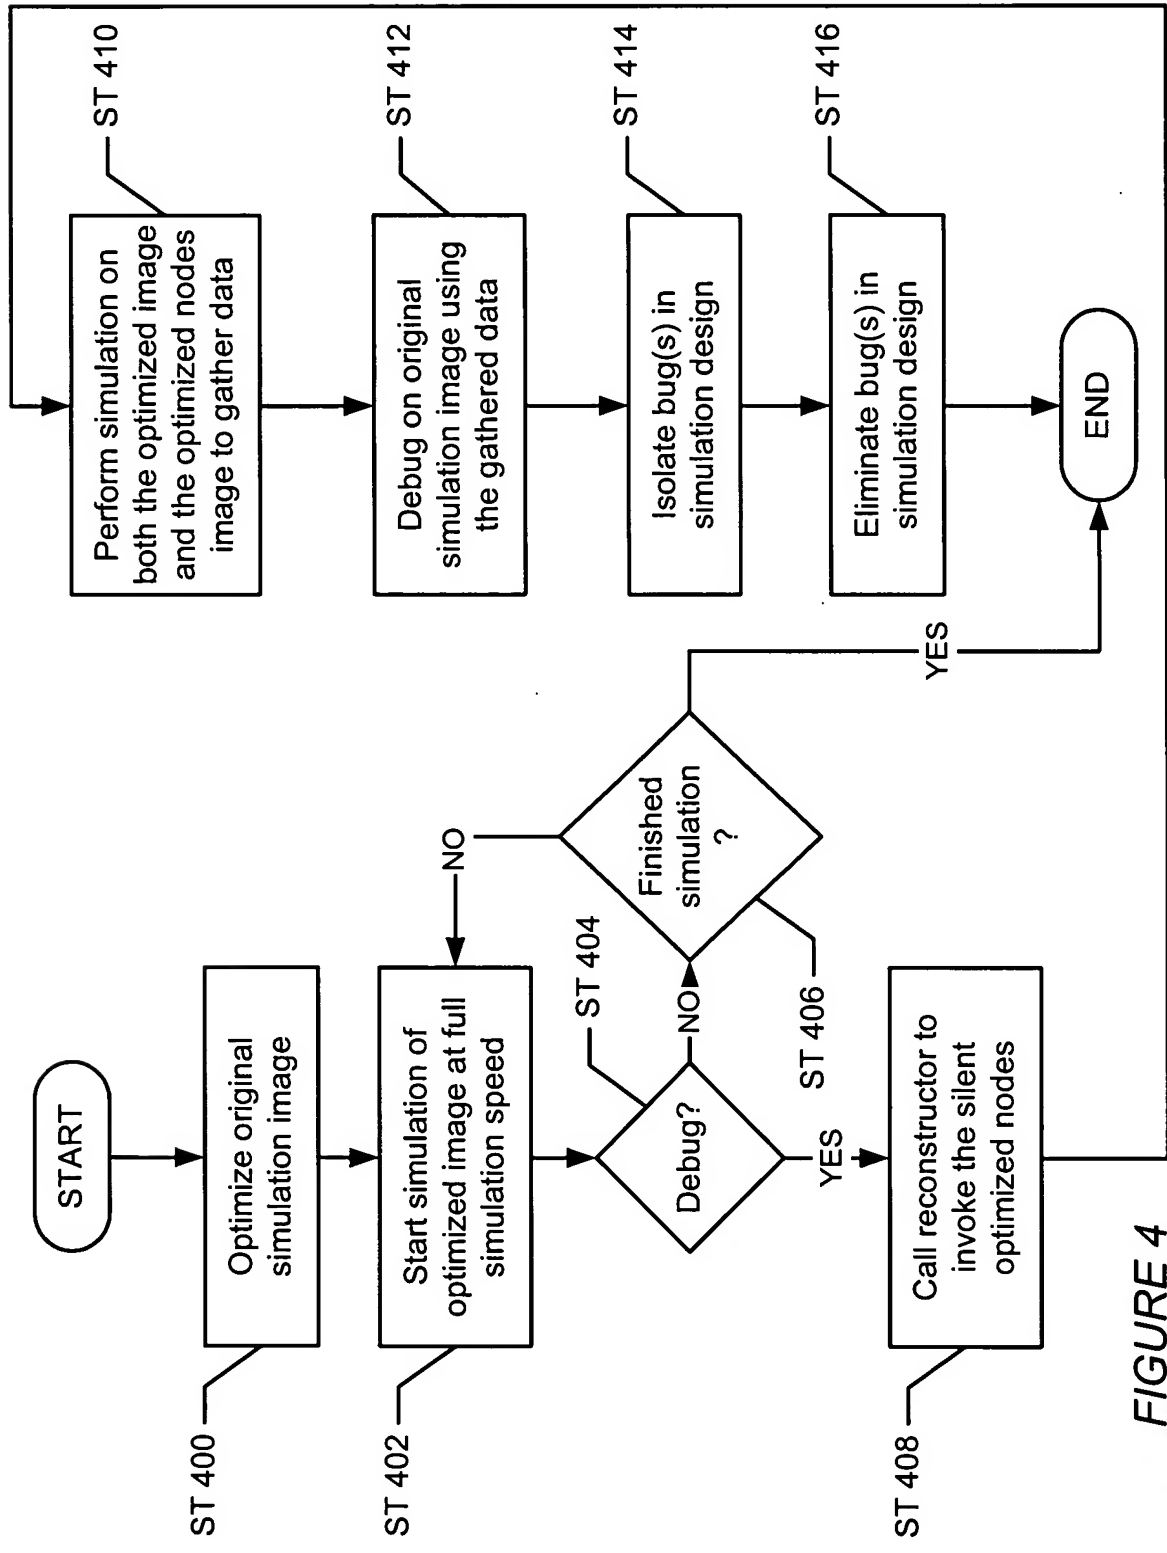 START
ST 400
Optimize original
simulation image
ST 402
Start simulation of
optimized image at full
simulation speed
NO
ST 404
Debug?
NO
Finished
simulation
?
ST 406
YES
YES
ST 408
Call reconstructor to
invoke the silent
optimized nodes
Perform simulation on
both the optimized image
and the optimized nodes
image to gather data
ST 410
Debug on original
simulation image using
the gathered data
ST 412
Isolate bug(s) in
simulation design
ST 414
Eliminate bug(s) in
simulation design
ST 416
END
FIGURE 4